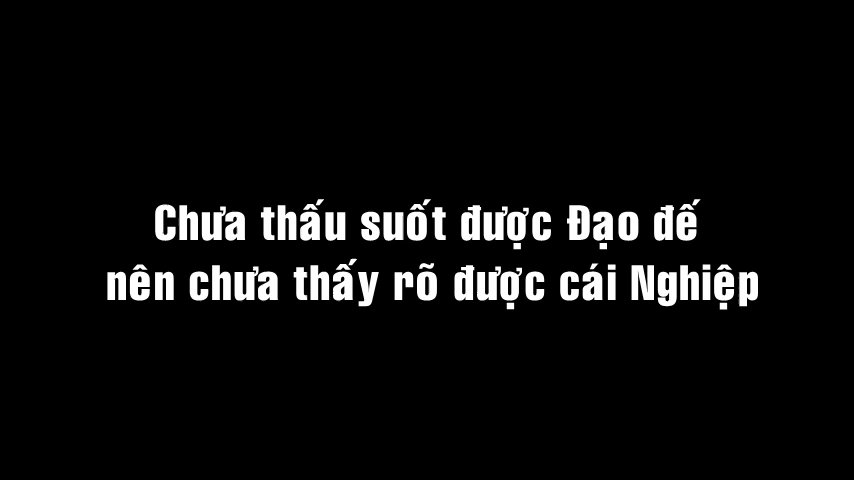 Chưa thấu suốt được Đạo đế
nên chưa thấy rõ được cái Nghiệp